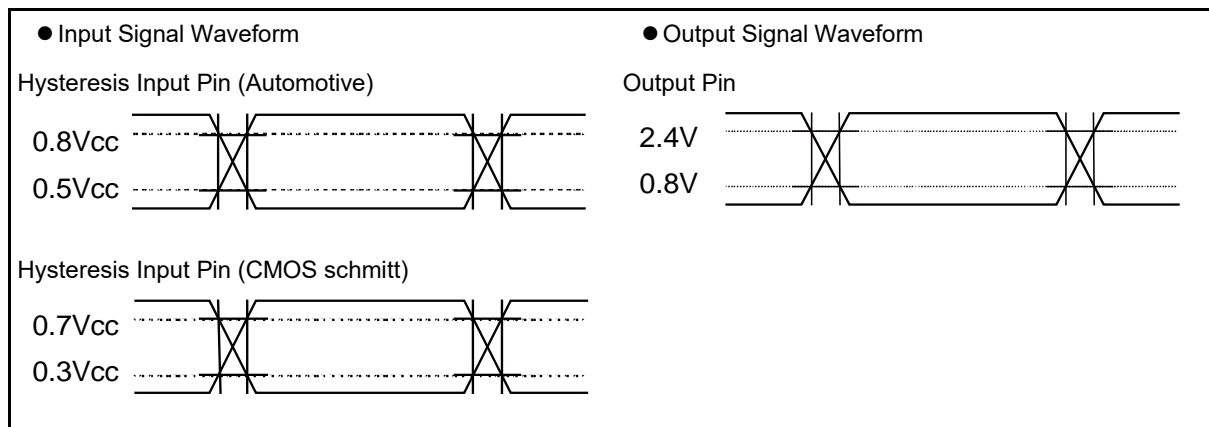 ● Input Signal Waveform
Hysteresis Input Pin (Automotive)
0.8Vcc
0.5Vcc
Hysteresis Input Pin (CMOS schmitt)
0.7Vcc
0.3Vcc
● Output Signal Waveform
Output Pin
2.4V
0.8V